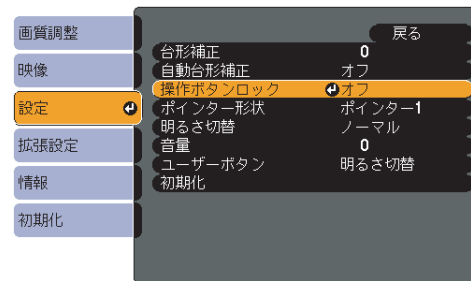 画質調整
映像
設定
拡張設定
情報
初期化
戻る
台形補正 0
自動台形補正 オフ
操作ボタンロック オフ
ポインター形状 ポインター1
明るさ切替 ノーマル
音量 0
ユーザーボタン 明るさ切替
初期化